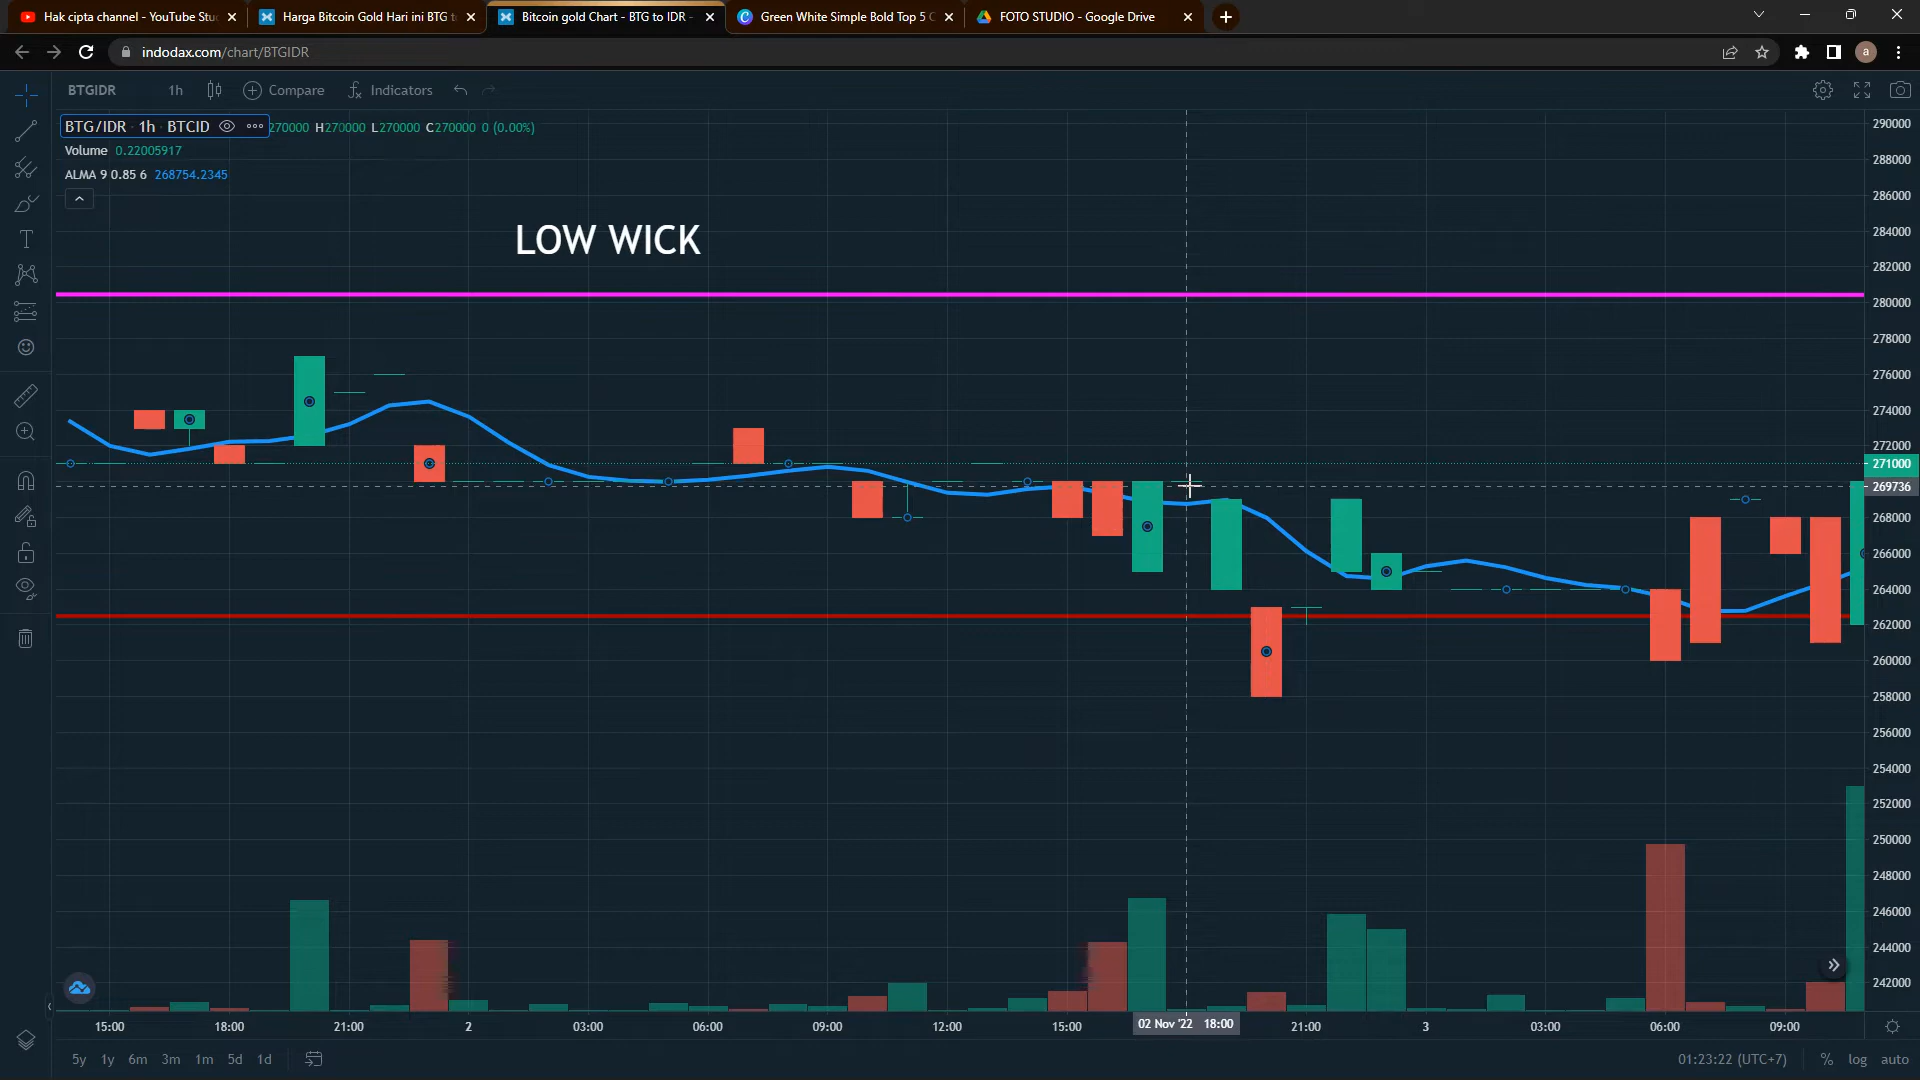 Hak cipta channel - YouTube Stu
Harga Bitcoin Gold Hari ini BTG t
Bitcoin gold Chart - BTG to IDR -
Green White Simple Bold Top 5 C
FOTO STUDIO - Google Drive
indodax.com/chart/BTGIDR
a
BTGIDR 1h Compare Indicators
BTG/IDR · 1h · BTCID 270000 H270000 L270000 C270000 0 (0.00%)
Volume 0.22005917
ALMA 9 0.85 6 268754.2345
LOW WICK
290000
288000
286000
284000
282000
280000
278000
276000
274000
272000
271000
269736
268000
266000
264000
262000
260000
258000
256000
254000
252000
250000
248000
246000
244000
242000
15:00 18:00 21:00 2 03:00 06:00 09:00 12:00 15:00 02 Nov '22 18:00 21:00 3 03:00 06:00 09:00
5y 1y 6m 3m 1m 5d 1d 01:23:22 (UTC+7) % log auto